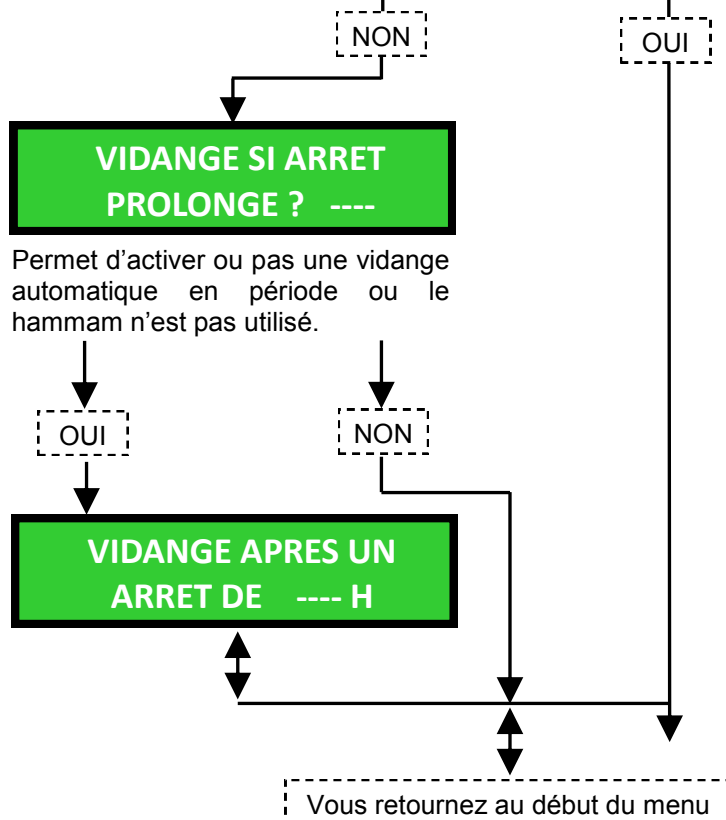 NON
OUI
VIDANGE SI ARRET
PROLONGE ? ----
Permet d'activer ou pas une vidange
automatique en période ou le
hammam n'est pas utilisé.
OUI
NON
VIDANGE APRES UN
ARRET DE ---- H
Vous retournez au début du menu